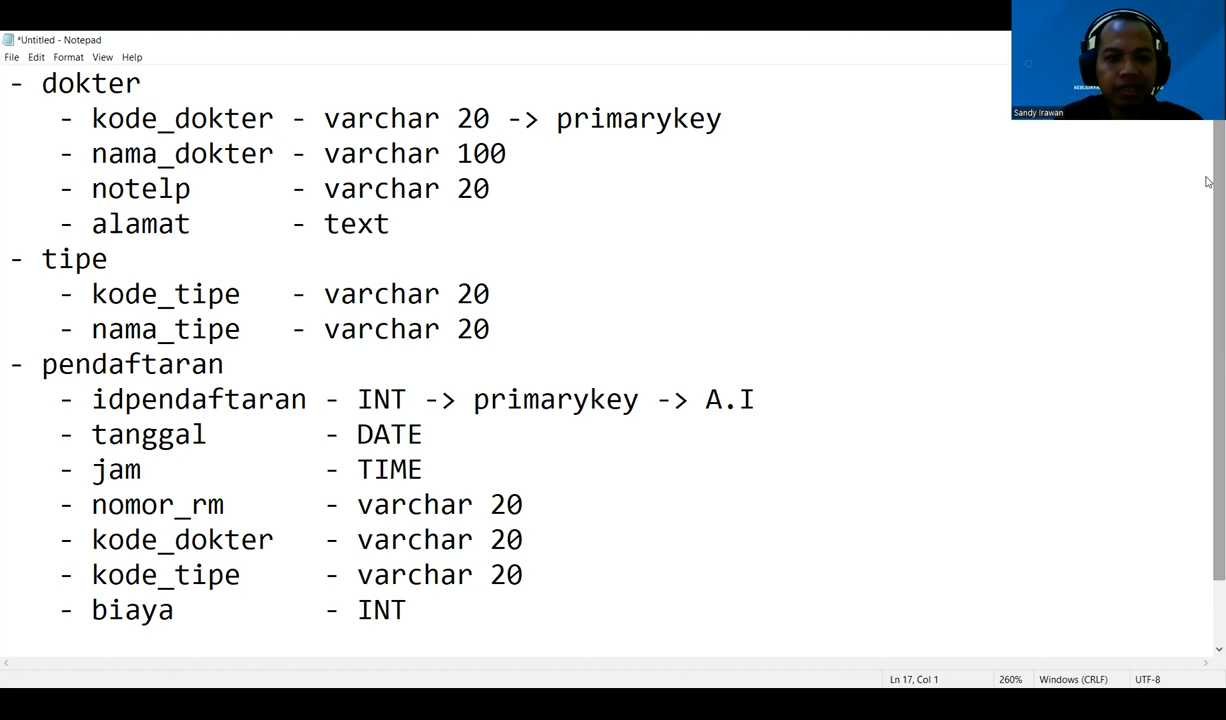 *Untitled - Notepad
File Edit Format View Help
- dokter
- kode_dokter - varchar 20 -> primarykey
- nama_dokter - varchar 100
- notelp - varchar 20
- alamat - text
- tipe
- kode_tipe - varchar 20
- nama_tipe - varchar 20
- pendaftaran
- idpendaftaran - INT -> primarykey -> A.I
- tanggal - DATE
- jam - TIME
- nomor_rm - varchar 20
- kode_dokter - varchar 20
- kode_tipe - varchar 20
- biaya - INT
Sandy Irawan
Ln 17, Col 1 260% Windows (CRLF) UTF-8